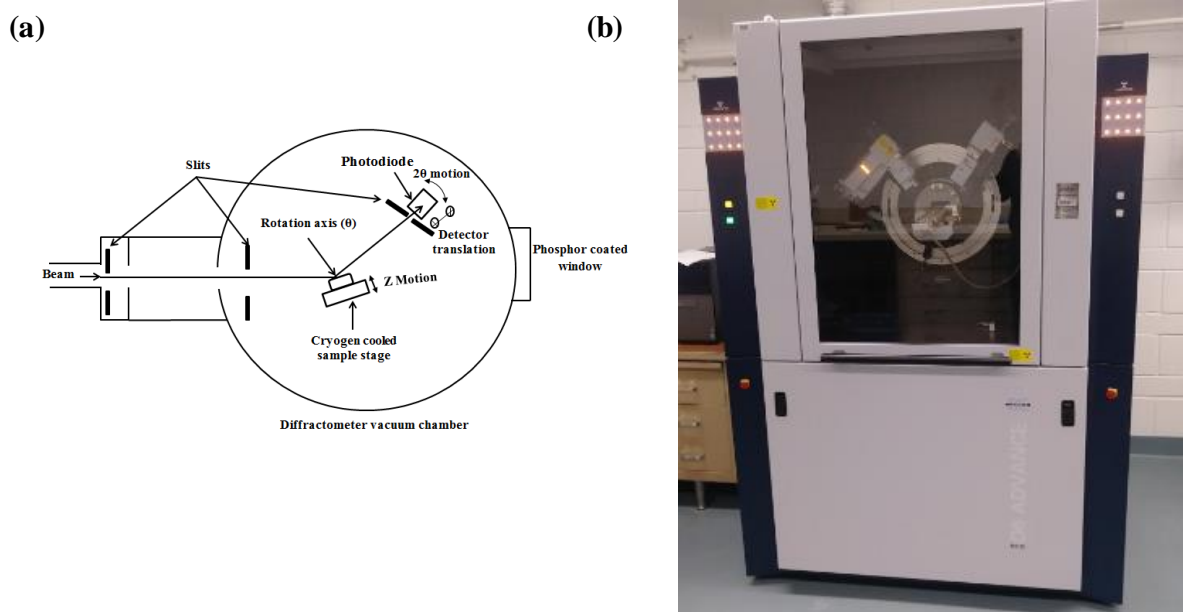 (a)
(b)
Slits
Photodiode
2θ motion
Rotation axis (θ)
Detector
translation
Phosphor coated
window
Beam
Z Motion
Cryogen cooled
sample stage
Diffractometer vacuum chamber
D8 ADVANCE